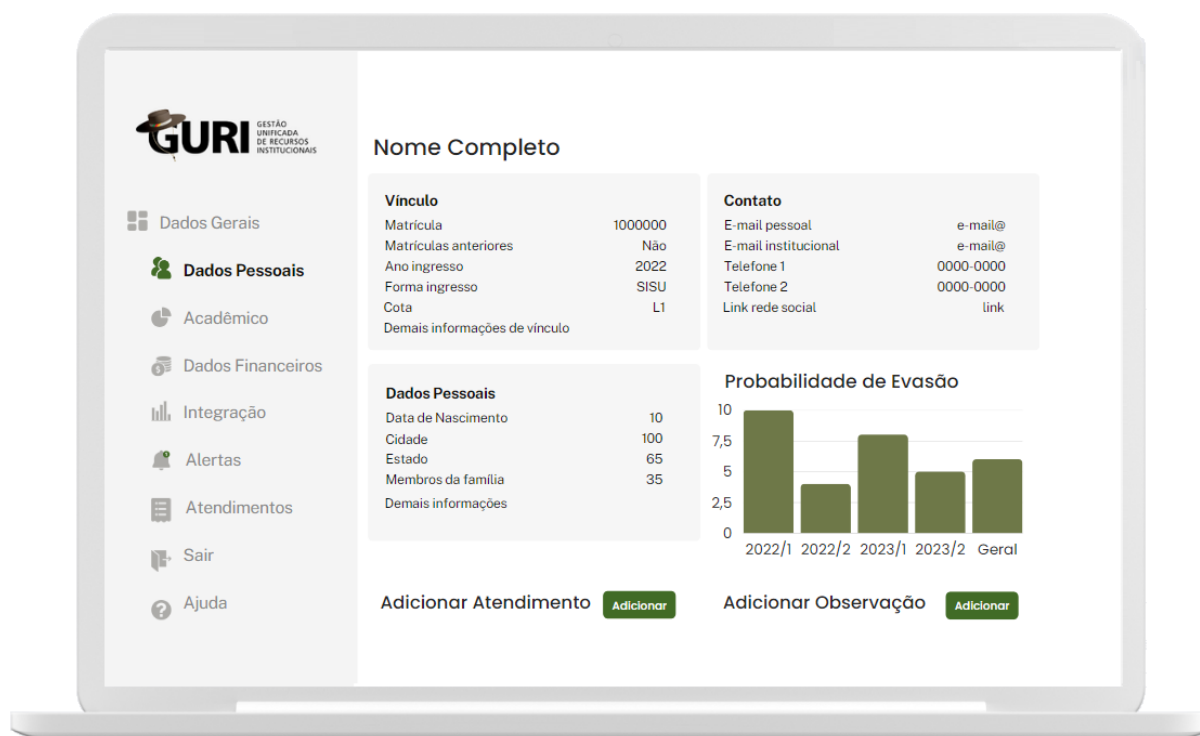 GURI
GESTÃO
UNIFICADA
DE RECURSOS
INSTITUCIONAIS
Dados Gerais
Dados Pessoais
Acadêmico
Dados Financeiros
Integração
Alertas
Atendimentos
Sair
Ajuda
Nome Completo
Vínculo
Matrícula 1000000
Matrículas anteriores Não
Ano ingresso 2022
Forma ingresso SISU
Cota L1
Demais informações de vínculo
Contato
E-mail pessoal e-mail@
E-mail institucional e-mail@
Telefone 1 0000-0000
Telefone 2 0000-0000
Link rede social link
Dados Pessoais
Data de Nascimento 10
Cidade 100
Estado 65
Membros da família 35
Demais informações
Probabilidade de Evasão
10
7,5
5
2,5
0
2022/1 2022/2 2023/1 2023/2 Geral
Adicionar Atendimento Adicionar
Adicionar Observação Adicionar